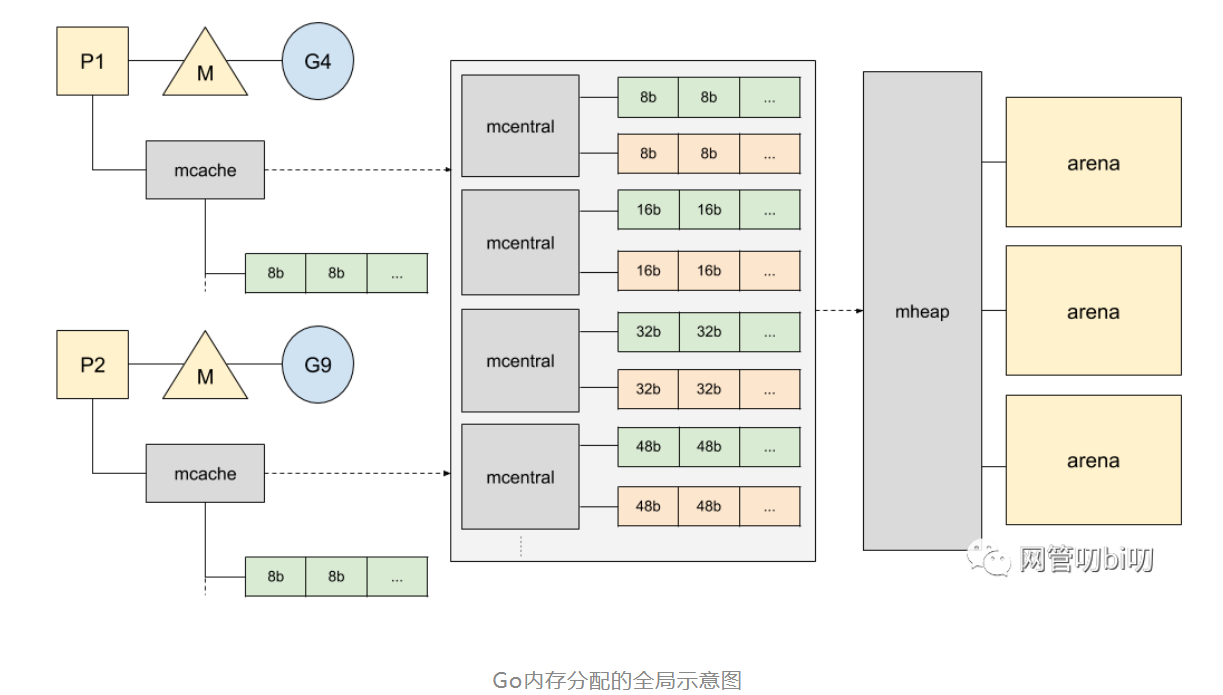 P1
M
G4
mcache
8b 8b ...
P2
M
G9
mcache
8b 8b ...
mcentral
8b 8b ...
8b 8b ...
mcentral
16b 16b ...
16b 16b ...
mcentral
32b 32b ...
32b 32b ...
mcentral
48b 48b ...
48b 48b ...
mheap
arena
arena
arena
网管叨bi叨
Go内存分配的全局示意图